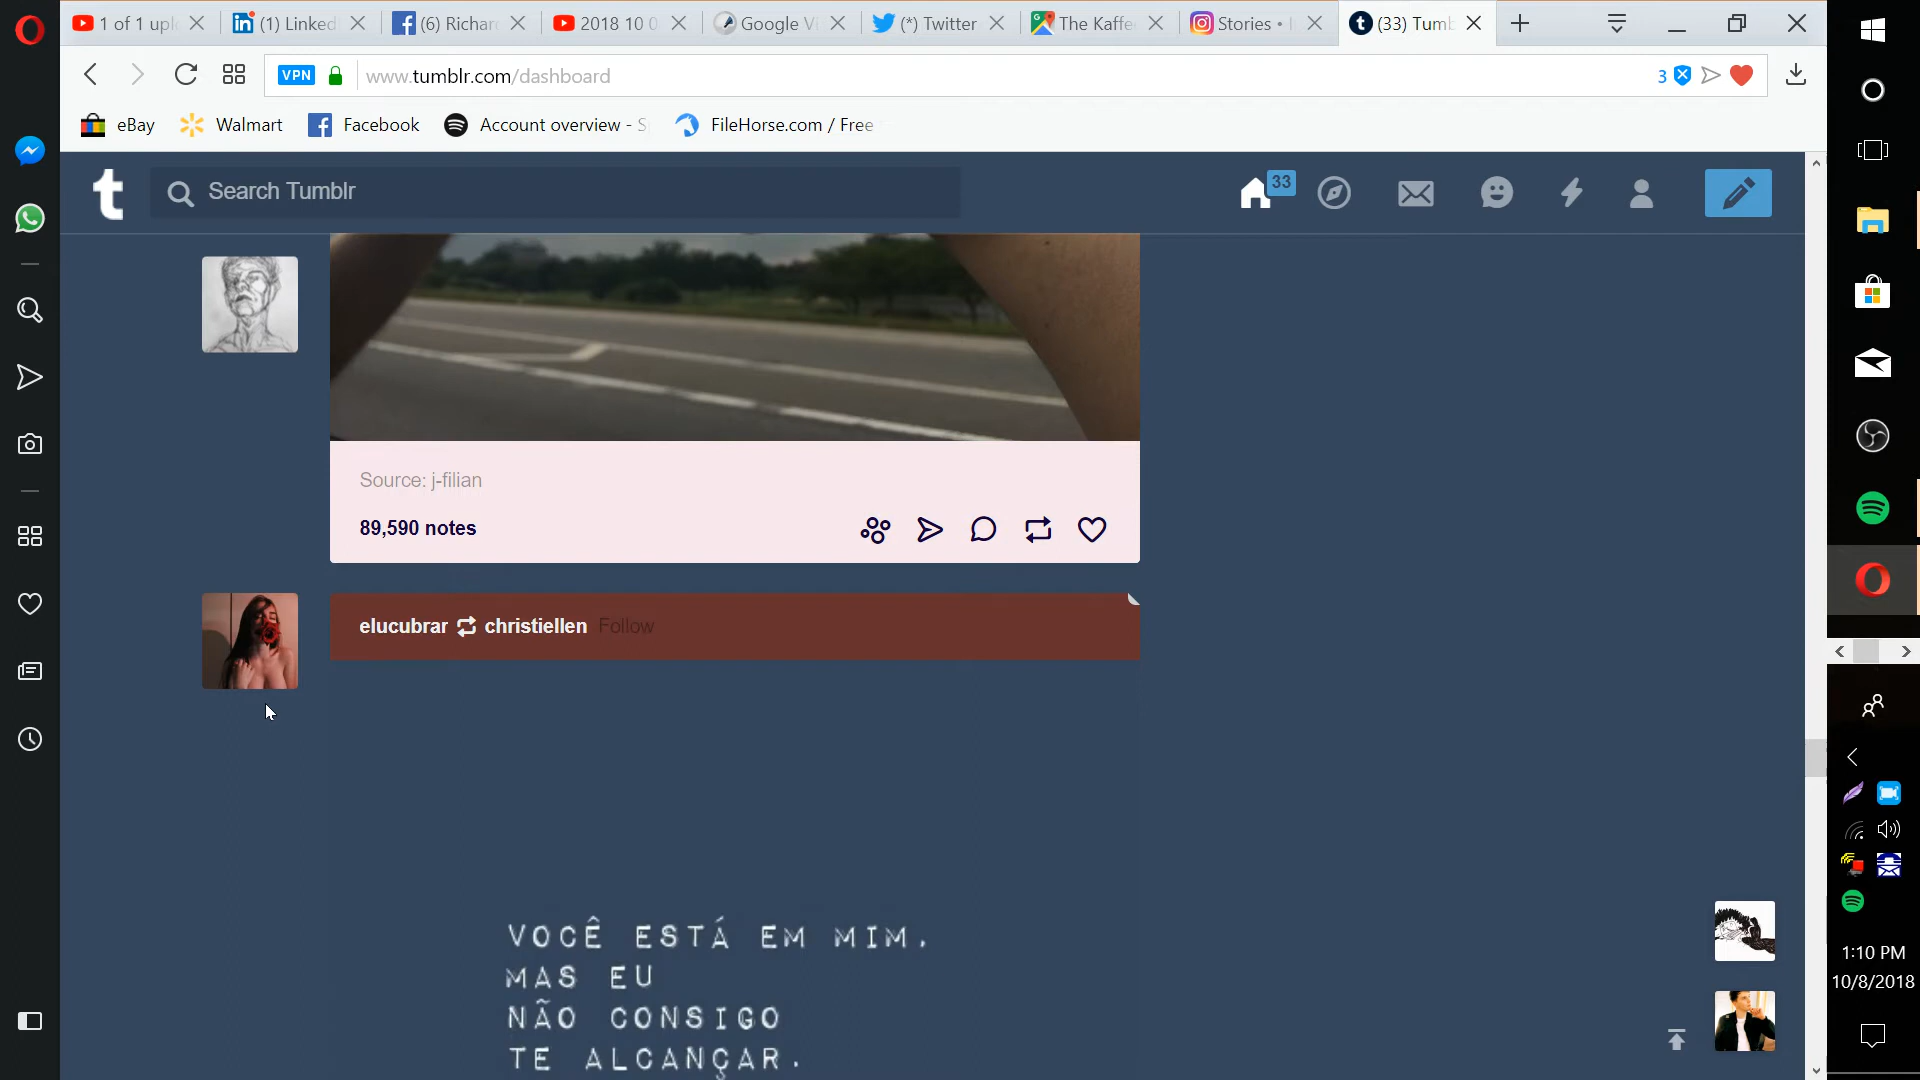 1 of 1 upl
(1) Linked
(6) Richar
2018 10 0
Google Vi
(*) Twitter
The Kaffe
Stories •
(33) Tumb
VPN
www.tumblr.com/dashboard
3
eBay
Walmart
Facebook
Account overview - S
FileHorse.com / Free
Search Tumblr
33
Source: j-filian
89,590 notes
elucubrar christiellen Follow
VOCÊ ESTÁ EM MIM.
MAS EU
NÃO CONSIGO
TE ALCANÇAR.
1:10 PM
10/8/2018